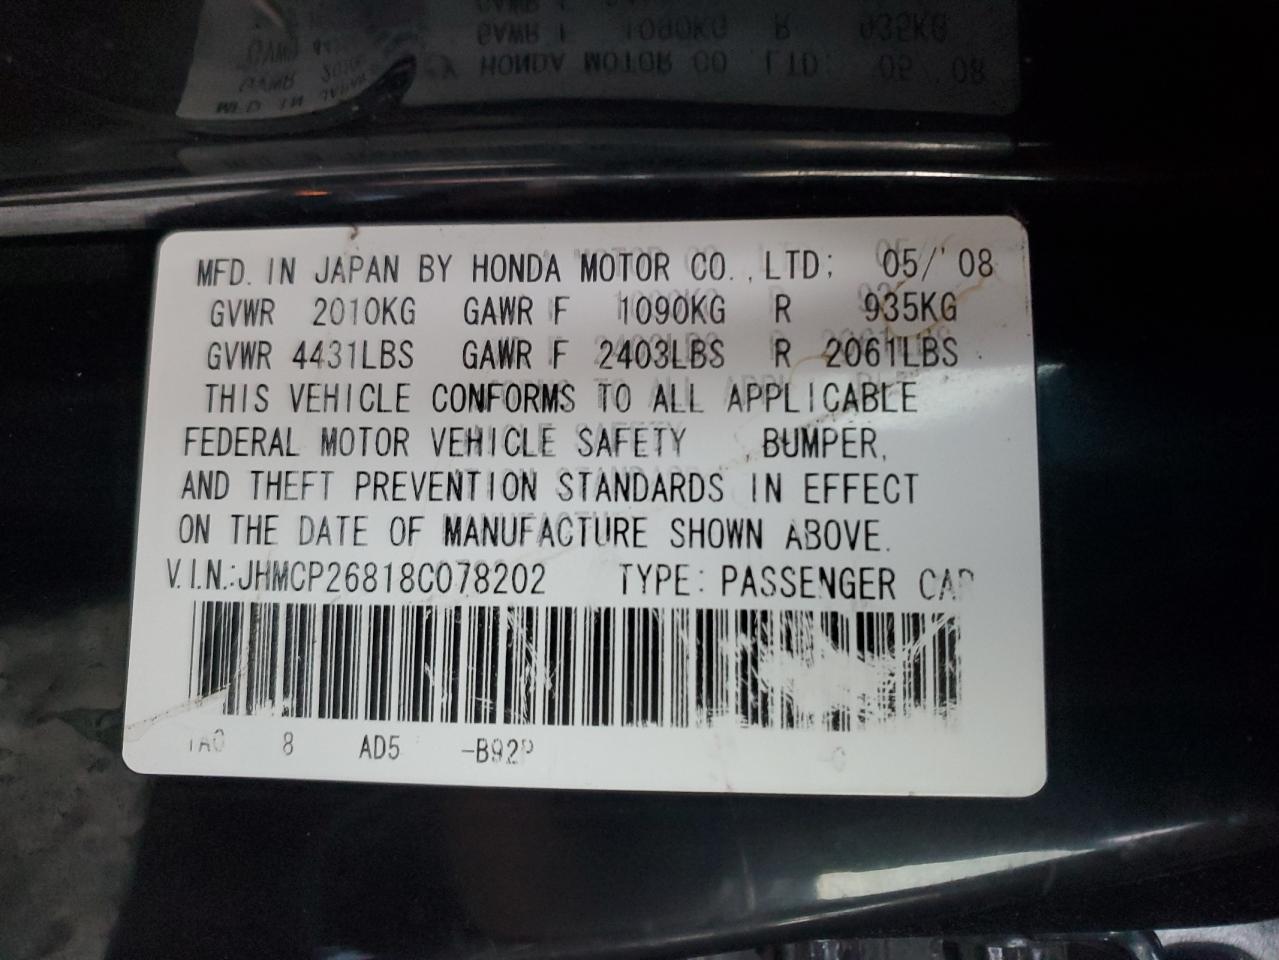 MFD. IN JAPAN BY HONDA MOTOR CO., LTD; 05/'08
GVWR 2010KG GAWR F 1090KG R 935KG
GVWR 4431LBS GAWR F 2403LBS R 2061LBS
THIS VEHICLE CONFORMS TO ALL APPLICABLE
FEDERAL MOTOR VEHICLE SAFETY , BUMPER,
AND THEFT PREVENTION STANDARDS IN EFFECT
ON THE DATE OF MANUFACTURE SHOWN ABOVE.
V.I.N.:JHMCP26818C078202 TYPE: PASSENGER CAR
8 AD5 -B92P